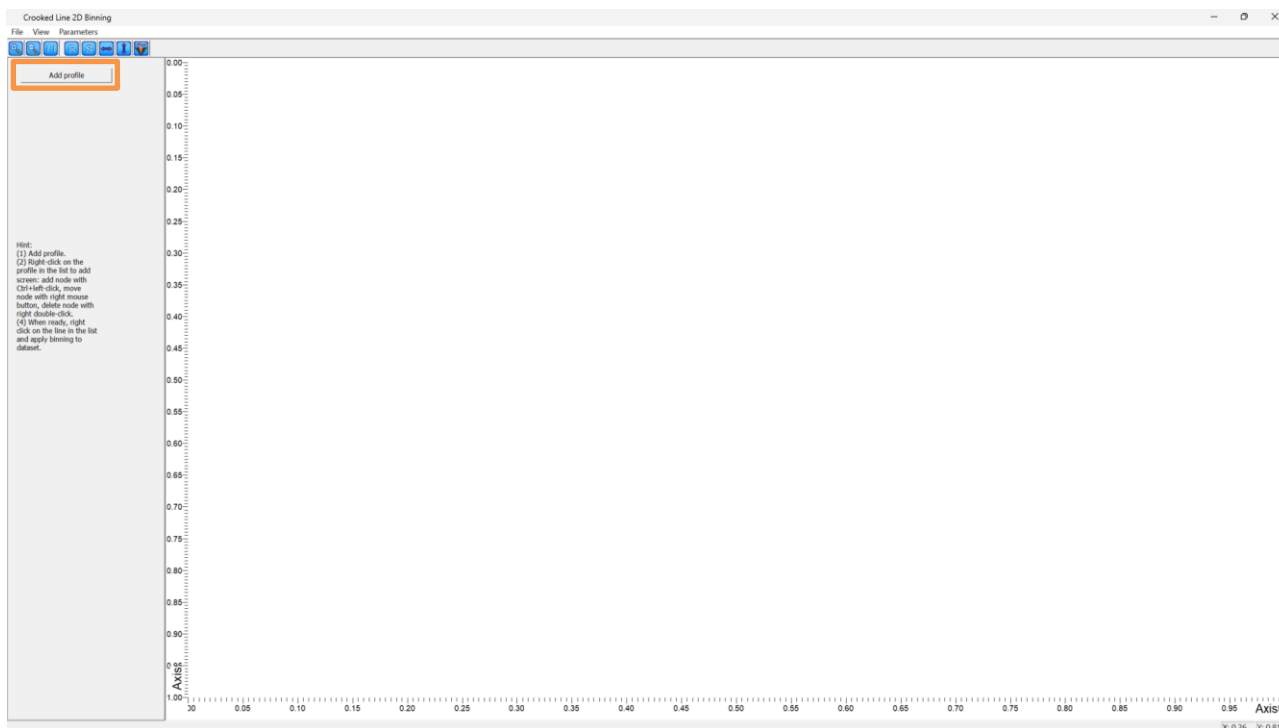 Crooked Line 2D Binning
File View Parameters
Add profile
Hint:
(1) Add profile.
(2) Right-click on the
profile in the list to add
screen: add node with
Ctrl+left-click, move
node with right mouse
button, delete node with
right double-click.
(4) When ready, right
click on the line in the list
and apply binning to
dataset.
0.00
0.05
0.10
0.15
0.20
0.25
0.30
0.35
0.40
0.45
0.50
0.55
0.60
0.65
0.70
0.75
0.80
0.85
0.90
0.95
1.00
Axis
0.05 0.10 0.15 0.20 0.25 0.30 0.35 0.40 0.45 0.50 0.55 0.60 0.65 0.70 0.75 0.80 0.85 0.90 0.95 Axis